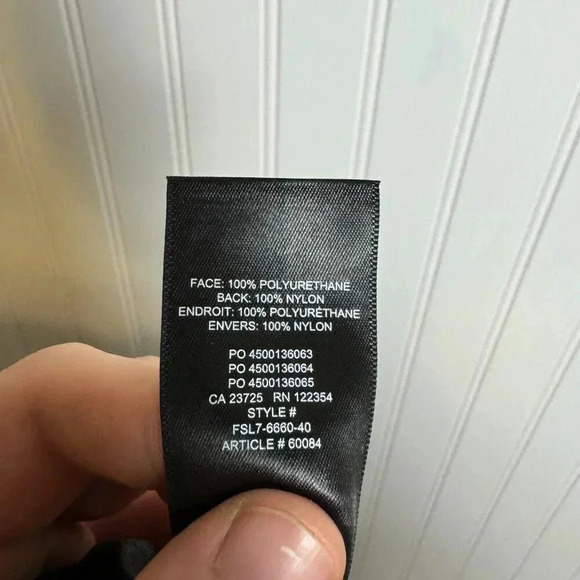 FACE: 100% POLYURETHANE
BACK: 100% NYLON
ENDROIT: 100% POLYURÉTHANE
ENVERS: 100% NYLON
PO 4500136063
PO 4500136064
PO 4500136065
CA 23725 RN 122354
STYLE #
FSL7-6660-40
ARTICLE # 60084